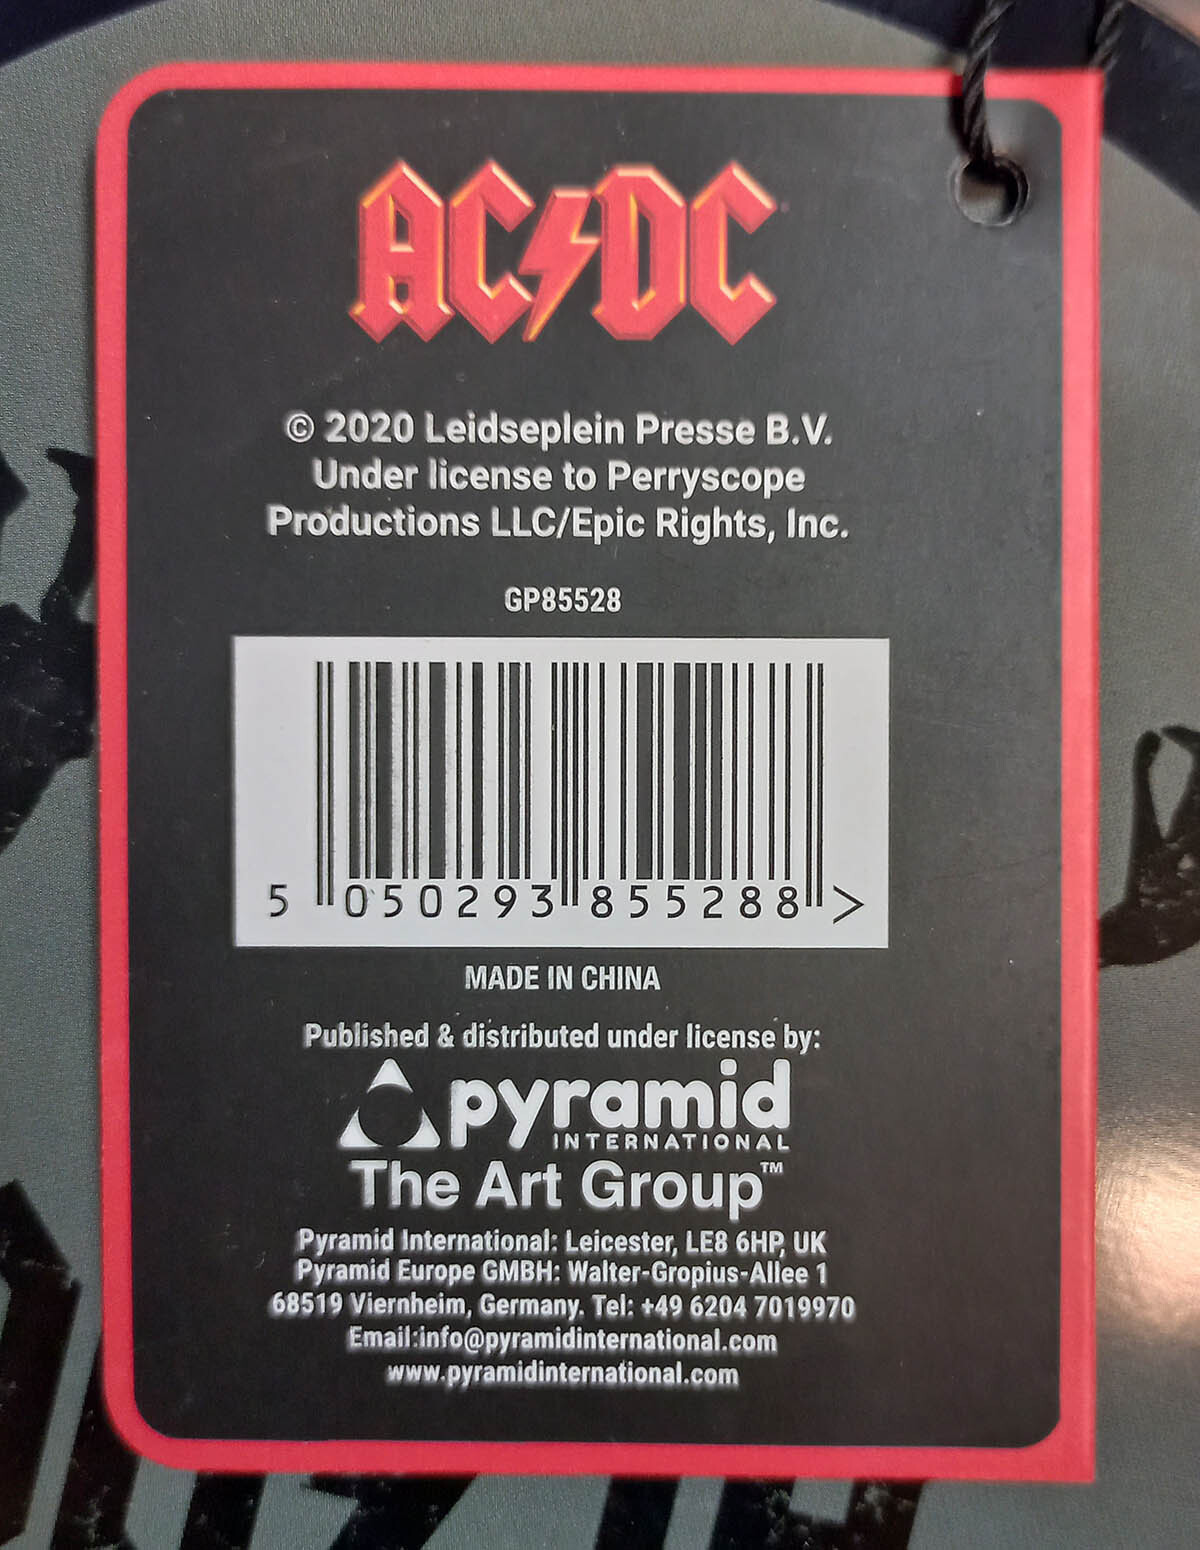 AC⚡DC
© 2020 Leidseplein Presse B.V.
Under license to Perryscope
Productions LLC/Epic Rights, Inc.
GP85528
5 050293 855288 >
MADE IN CHINA
Published & distributed under license by:
pyramid
INTERNATIONAL
The Art Group™
Pyramid International: Leicester, LE8 6HP, UK
Pyramid Europe GMBH: Walter-Gropius-Allee 1
68519 Viernheim, Germany. Tel: +49 6204 7019970
Email:info@pyramidinternational.com
www.pyramidinternational.com